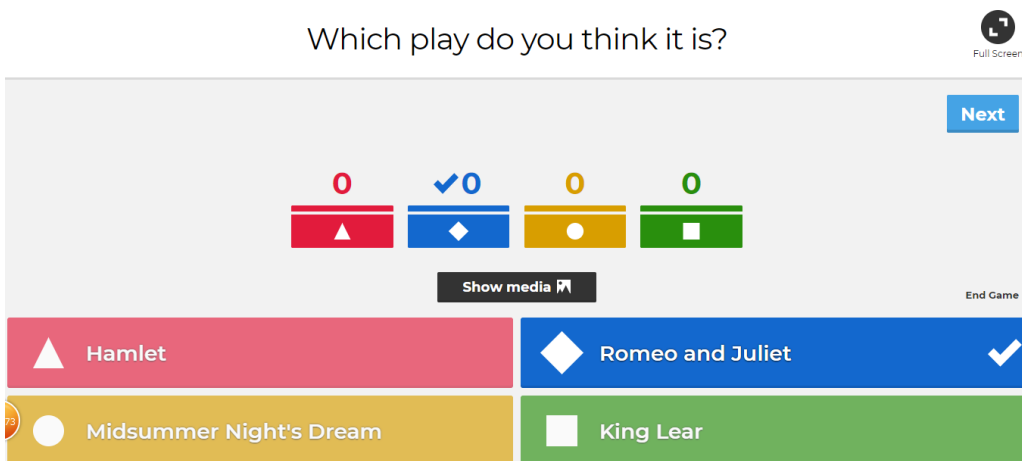 Which play do you think it is?
Full Screen
Next
0 0 0 0
Show media
End Game
Hamlet
Romeo and Juliet
73
Midsummer Night's Dream
King Lear